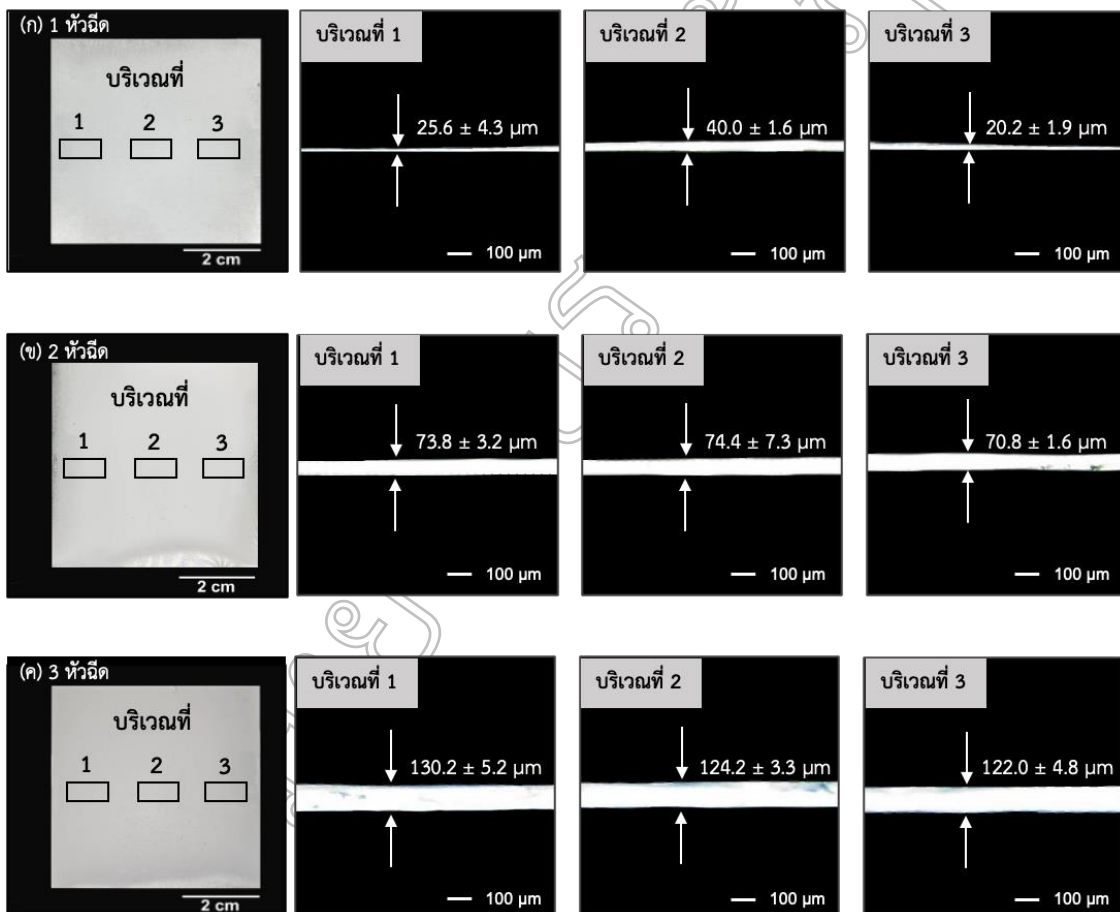 (ก) 1 หัวฉีด
บริเวณที่
1 2 3
2 cm
บริเวณที่ 1
25.6 ± 4.3 µm
100 µm
บริเวณที่ 2
40.0 ± 1.6 µm
100 µm
บริเวณที่ 3
20.2 ± 1.9 µm
100 µm
(ข) 2 หัวฉีด
บริเวณที่
1 2 3
2 cm
บริเวณที่ 1
73.8 ± 3.2 µm
100 µm
บริเวณที่ 2
74.4 ± 7.3 µm
100 µm
บริเวณที่ 3
70.8 ± 1.6 µm
100 µm
(ค) 3 หัวฉีด
บริเวณที่
1 2 3
2 cm
บริเวณที่ 1
130.2 ± 5.2 µm
100 µm
บริเวณที่ 2
124.2 ± 3.3 µm
100 µm
บริเวณที่ 3
122.0 ± 4.8 µm
100 µm